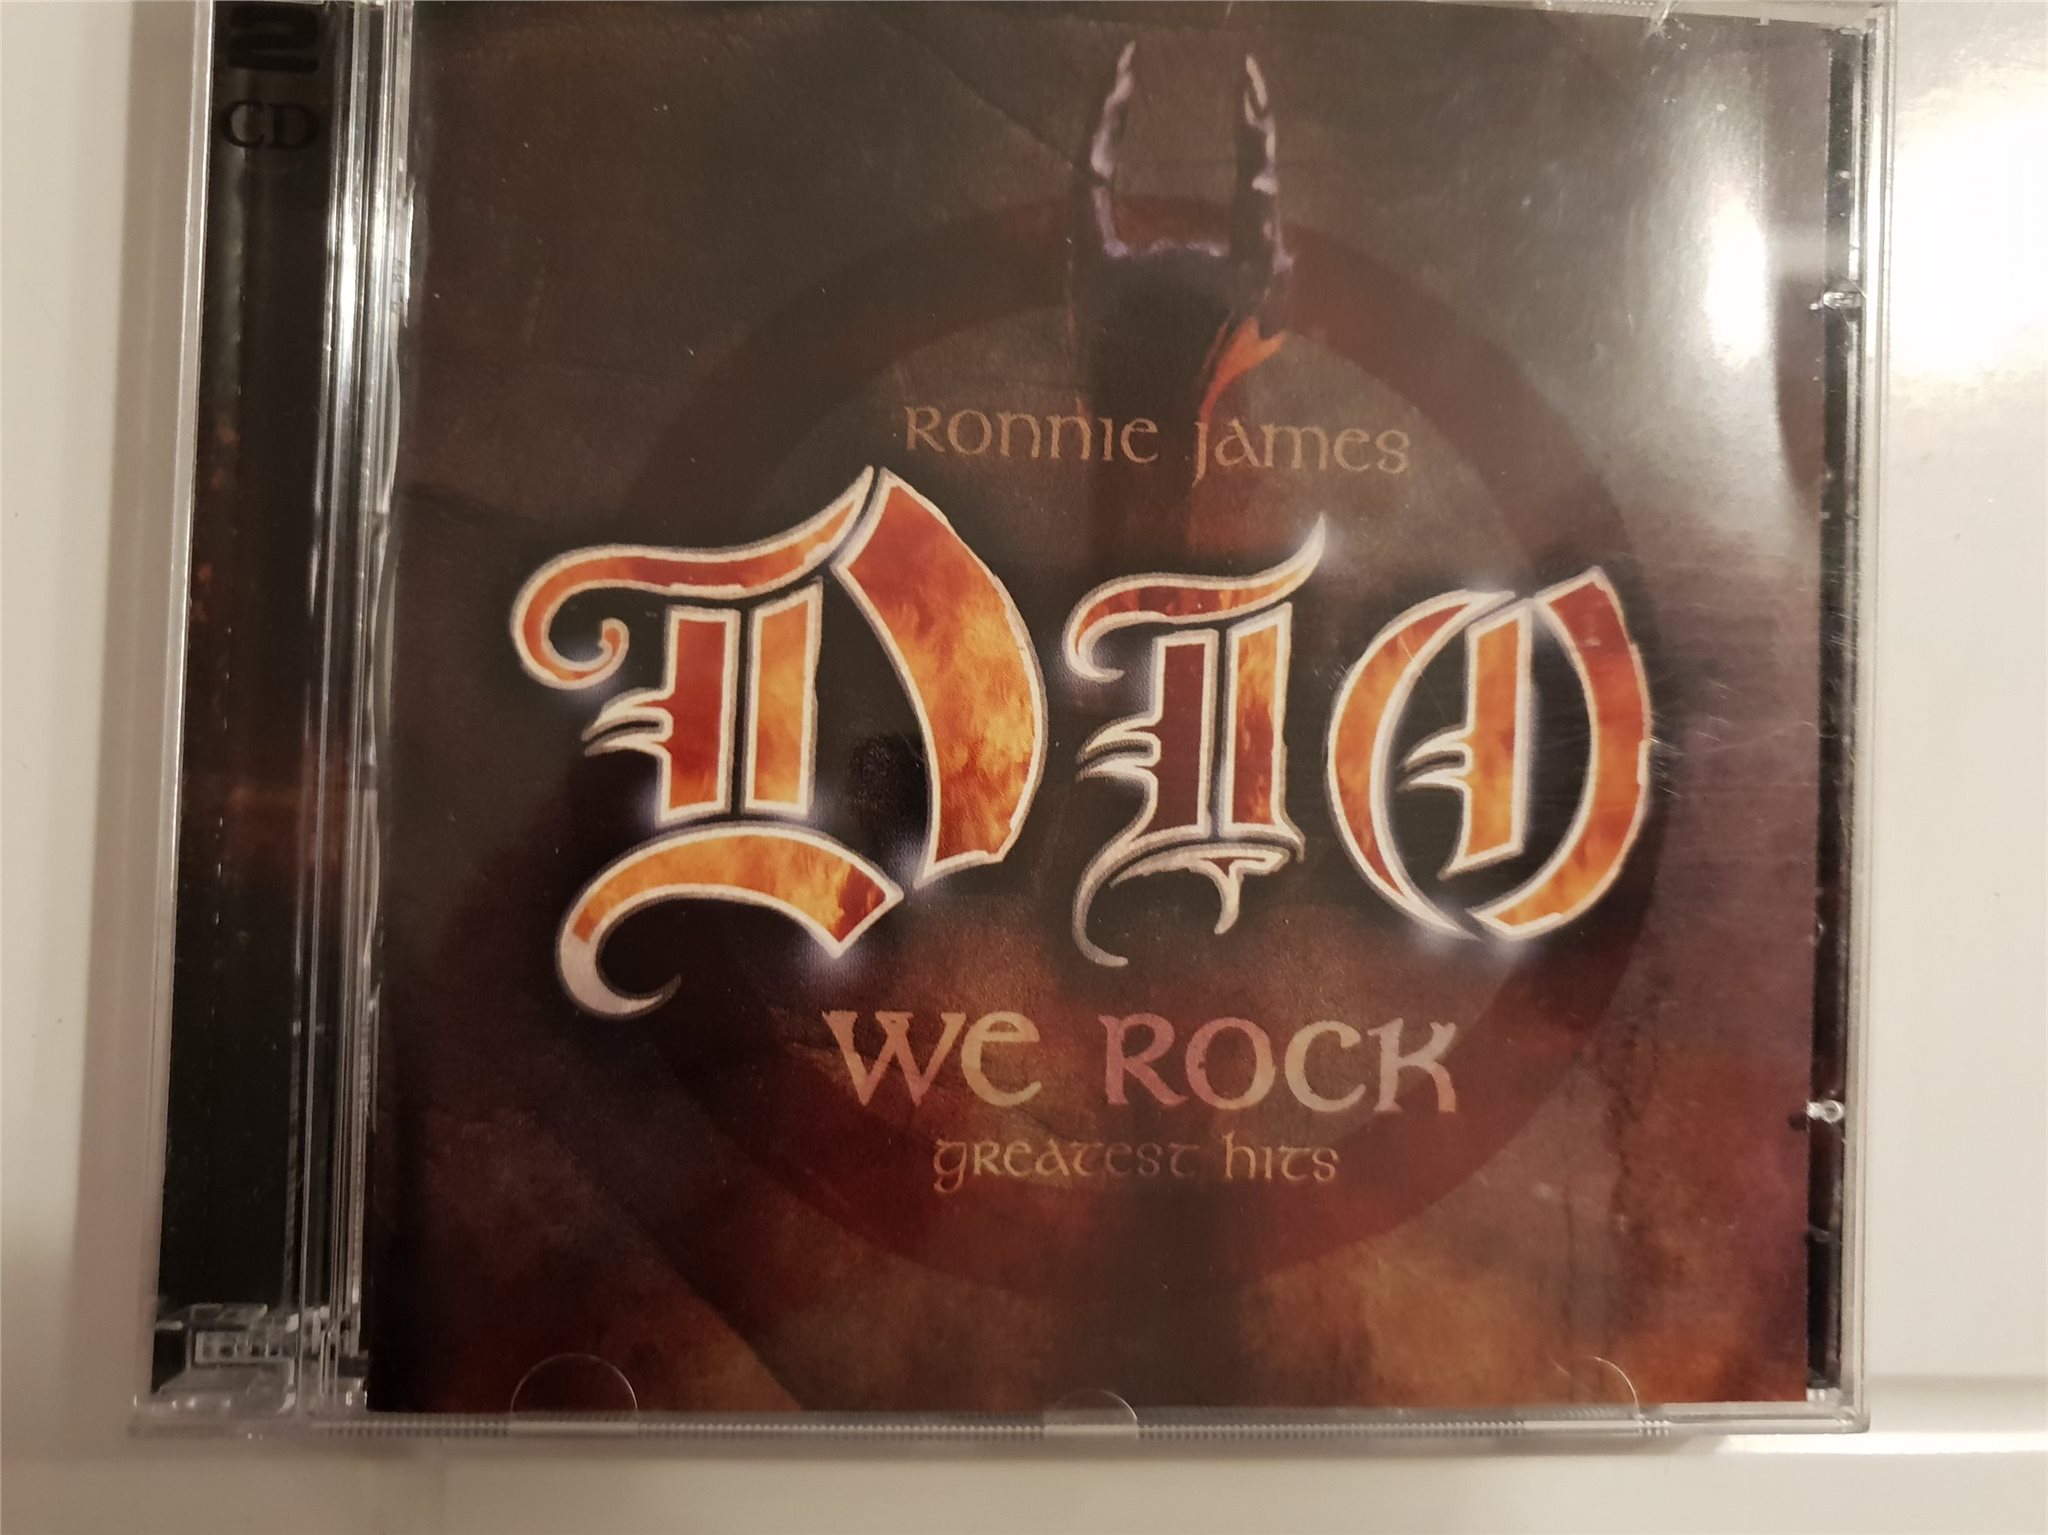 2
CD
RONNIE JAMES
DIO
WE ROCK
GREATEST HITS